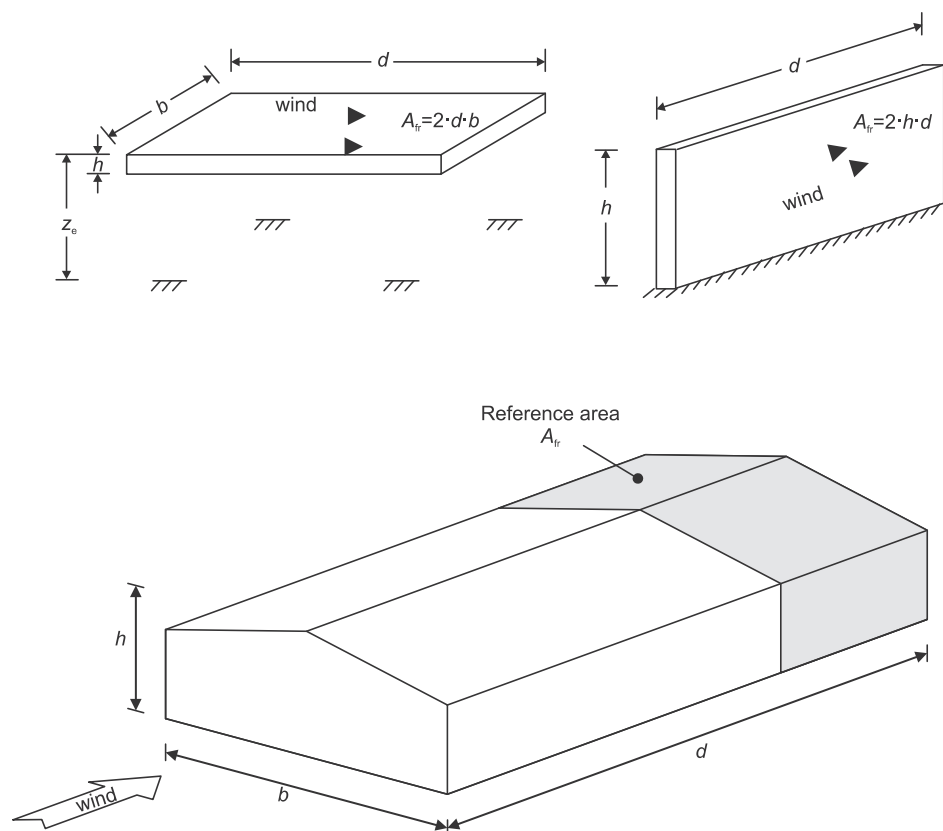 d
b
wind
A_fr=2·d·b
h
z_e
d
A_fr=2·h·d
h
wind
Reference area
A_fr
h
d
b
wind